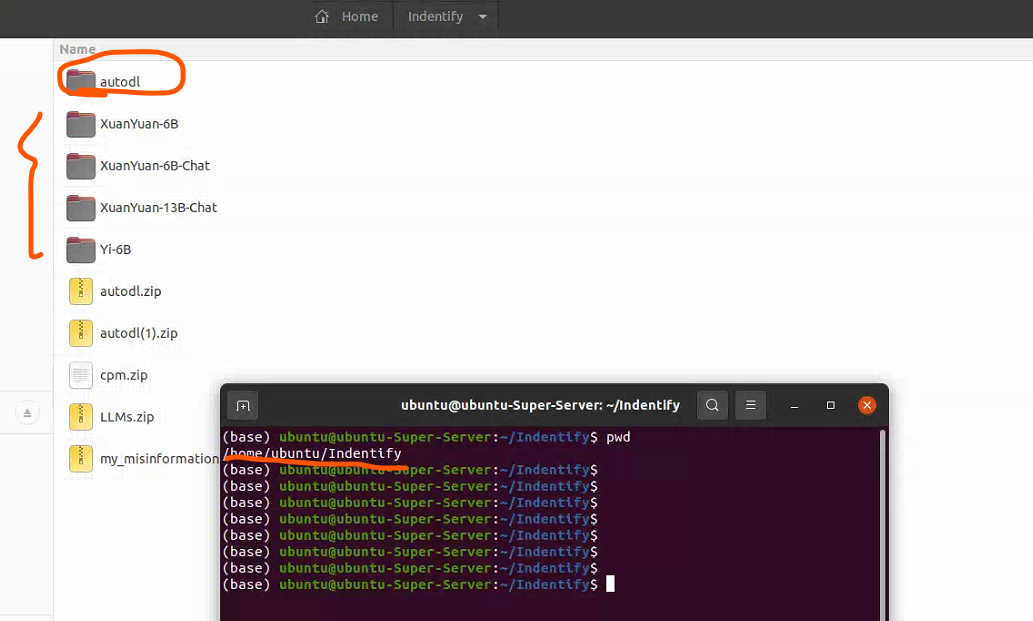 Home Indentify
Name
autodl
XuanYuan-6B
XuanYuan-6B-Chat
XuanYuan-13B-Chat
Yi-6B
autodl.zip
autodl(1).zip
cpm.zip
LLMs.zip
my_misinformation
ubuntu@ubuntu-Super-Server: ~/Indentify
(base) ubuntu@ubuntu-Super-Server:~/Indentify$ pwd
/home/ubuntu/Indentify
(base) ubuntu@ubuntu-Super-Server:~/Indentify$
(base) ubuntu@ubuntu-Super-Server:~/Indentify$
(base) ubuntu@ubuntu-Super-Server:~/Indentify$
(base) ubuntu@ubuntu-Super-Server:~/Indentify$
(base) ubuntu@ubuntu-Super-Server:~/Indentify$
(base) ubuntu@ubuntu-Super-Server:~/Indentify$
(base) ubuntu@ubuntu-Super-Server:~/Indentify$
(base) ubuntu@ubuntu-Super-Server:~/Indentify$